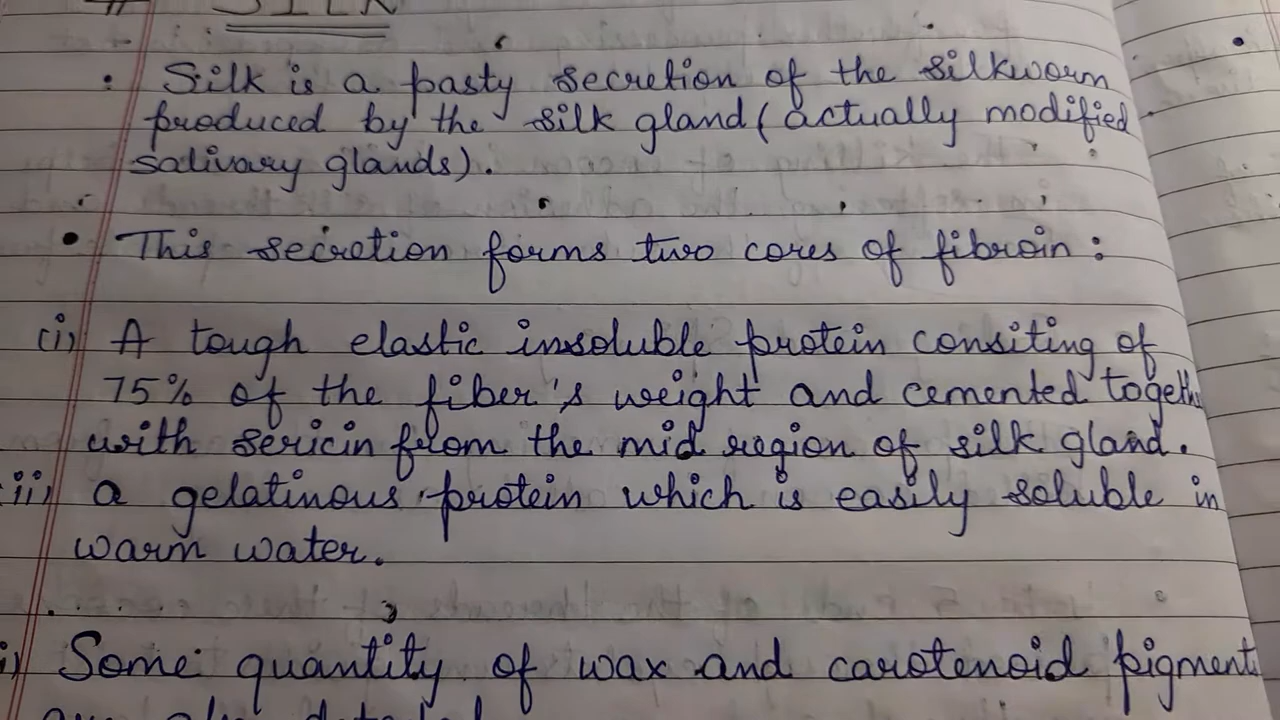 # SILK
: Silk is a pasty secretion of the silkworm
produced by the silk gland (actually modified
salivary glands).
• This secretion forms two cores of fibroin :
(i) A tough elastic insoluble protein consiting of
75% of the fiber's weight and cemented togeth
with sericin from the mid region of silk gland.
ii) a gelatinous protein which is easily soluble in
warm water.
i) Some quantity of wax and carotenoid pigment
are also